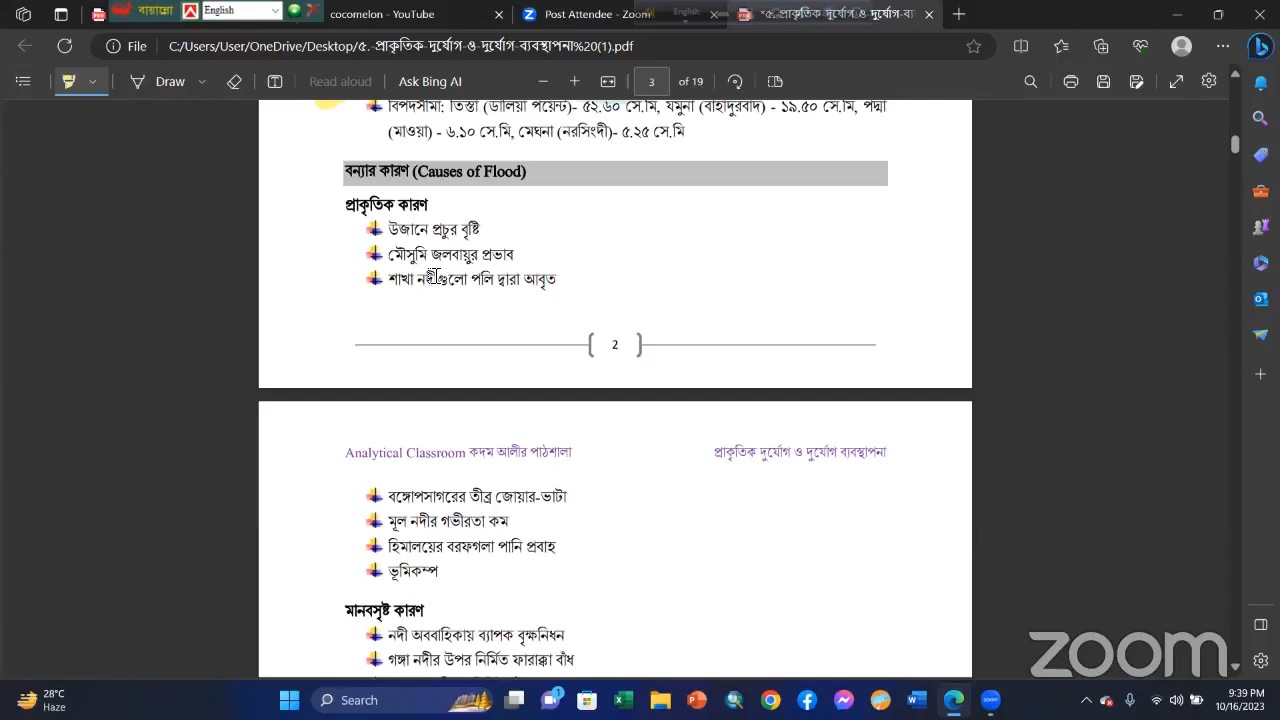 বায়ান্নো English cocomelon - YouTube Post Attendee - Zoom English ৫. প্রাকৃতিক দুর্যোগ ও দুর্যোগ-ব্য
File C:/Users/User/Desktop/৫.প্রাকৃতিক-দুর্যোগ-ও-দুর্যোগ-ব্যবস্থাপনা%20(1).pdf
Draw Read aloud Ask Bing AI 3 of 19
বিপদসীমা: তিস্তা (ডালিয়া পয়েন্ট)- ৫২.৬০ সে.মি, যমুনা (বাহাদুরবাদ) - ১৯.৫০ সে.মি, পদ্মা
(মাওয়া) - ৬.১০ সে.মি, মেঘনা (নরসিংদী)- ৫.২৫ সে.মি
বন্যার কারণ (Causes of Flood)
প্রাকৃতিক কারণ
উজানে প্রচুর বৃষ্টি
মৌসুমি জলবায়ুর প্রভাব
শাখা নদীগুলো পলি দ্বারা আবৃত
2
Analytical Classroom কদম আলীর পাঠশালা প্রাকৃতিক দুর্যোগ ও দুর্যোগ ব্যবস্থাপনা
বঙ্গোপসাগরের তীব্র জোয়ার-ভাটা
মূল নদীর গভীরতা কম
হিমালয়ের বরফগলা পানি প্রবাহ
ভূমিকম্প
মানবসৃষ্ট কারণ
নদী অববাহিকায় ব্যাপক বৃক্ষনিধন
গঙ্গা নদীর উপর নির্মিত ফারাক্কা বাঁধ
zoom
28°C
Haze
Search
9:39 PM
10/16/2023